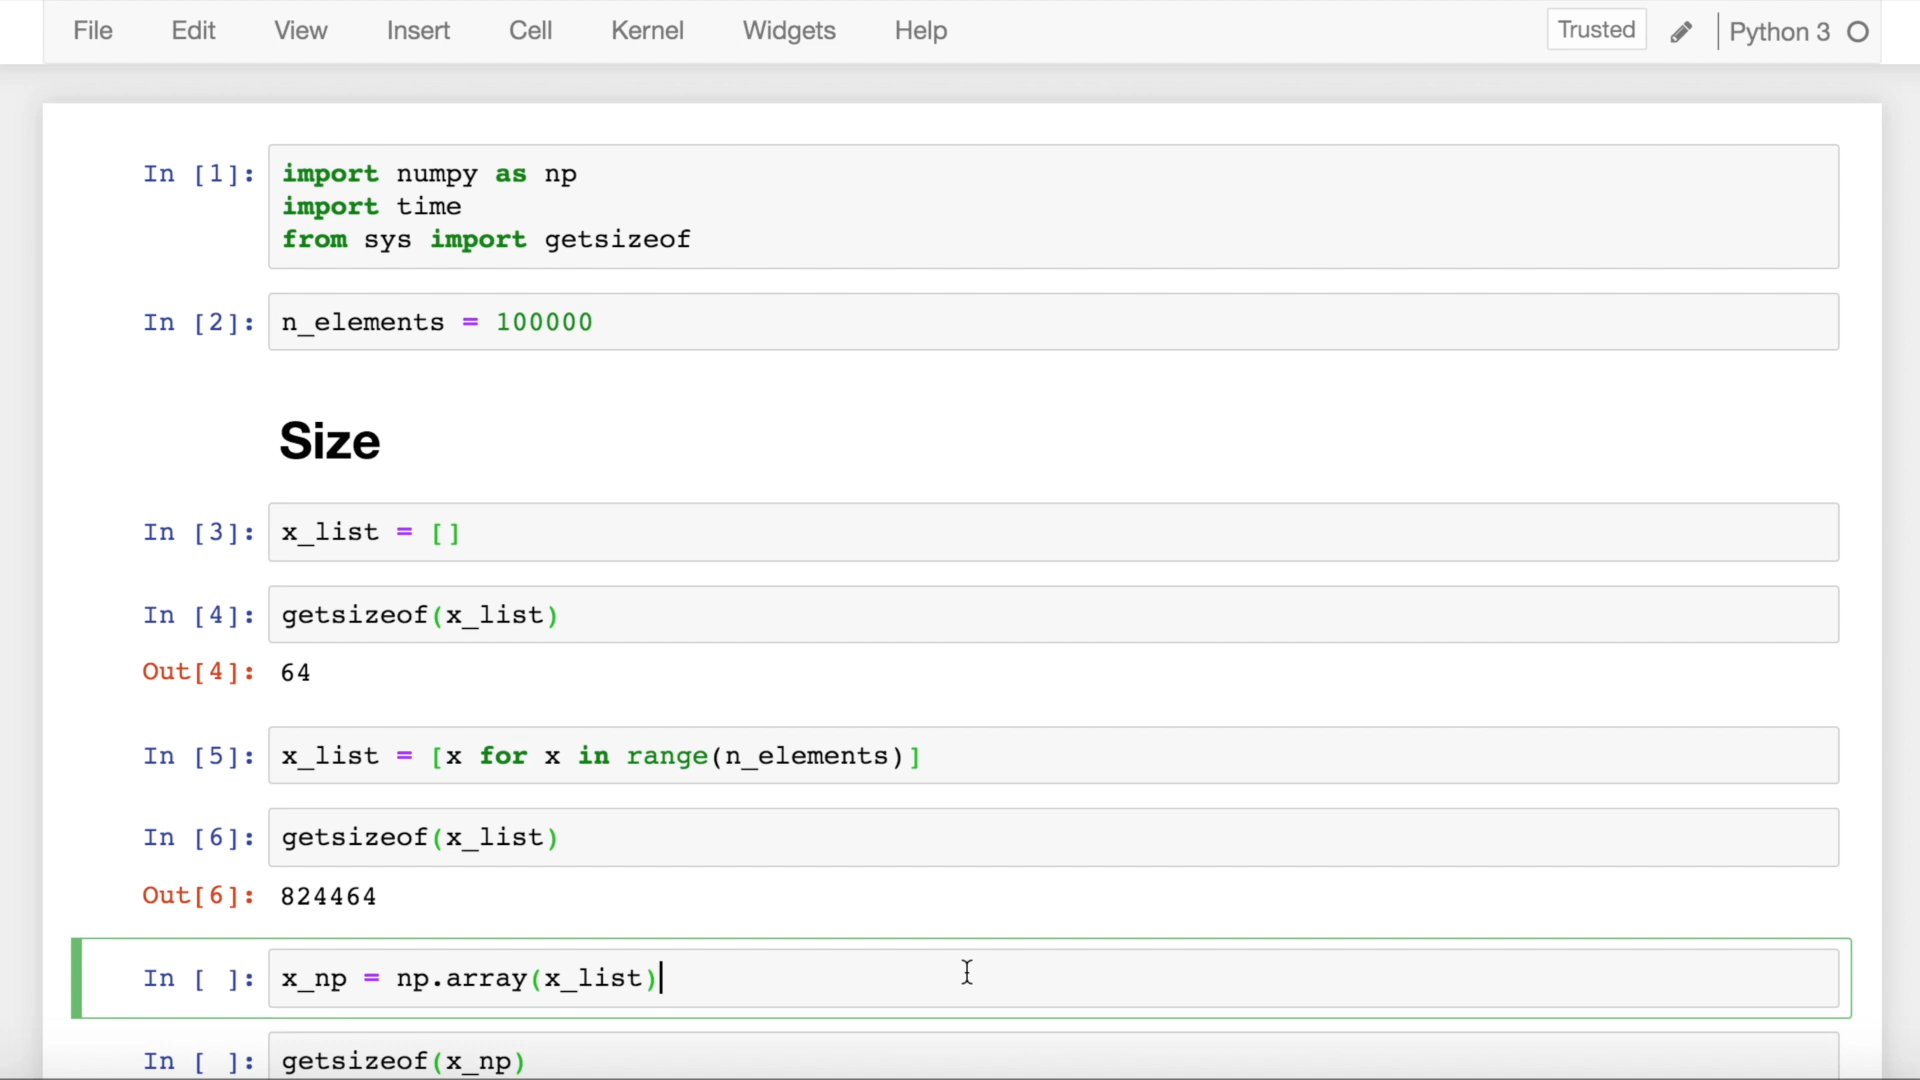 File Edit View Insert Cell Kernel Widgets Help Trusted Python 3
In [1]: import numpy as np
import time
from sys import getsizeof
In [2]: n_elements = 100000
Size
In [3]: x_list = []
In [4]: getsizeof(x_list)
Out[4]: 64
In [5]: x_list = [x for x in range(n_elements)]
In [6]: getsizeof(x_list)
Out[6]: 824464
In [ ]: x_np = np.array(x_list)
In [ ]: getsizeof(x_np)